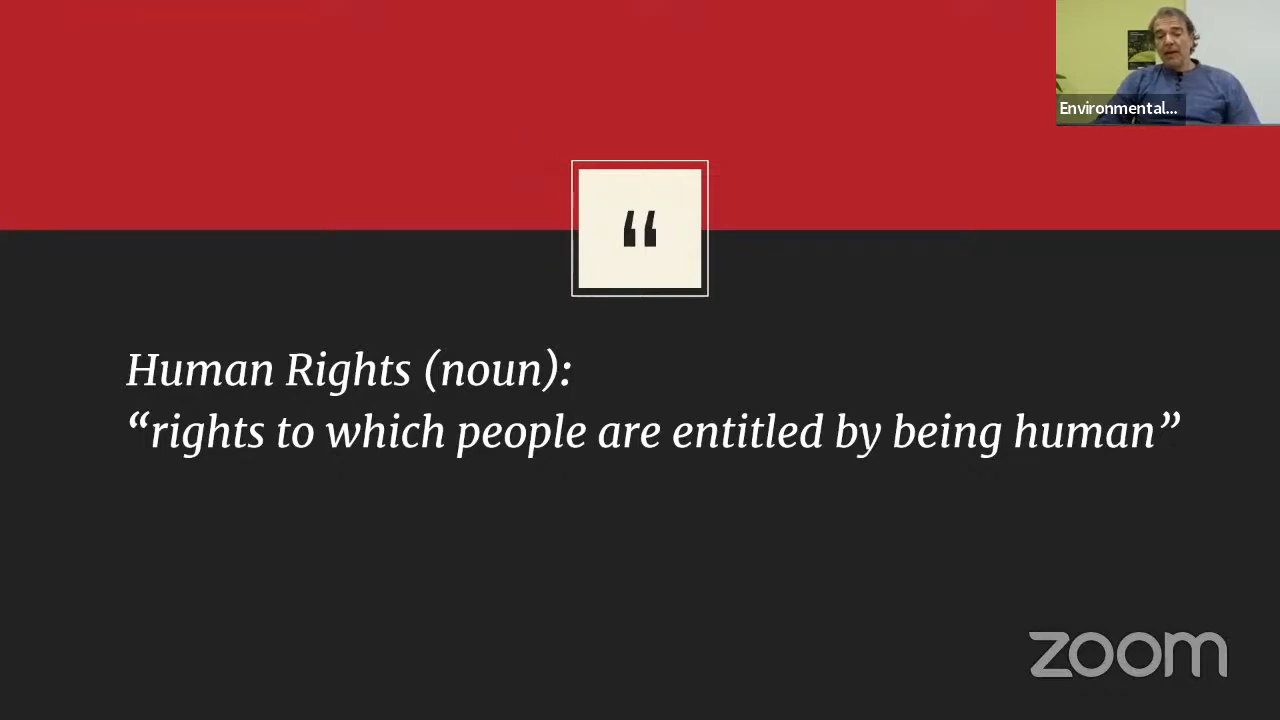 Environmental...
“
Human Rights (noun):
“rights to which people are entitled by being human”
zoom